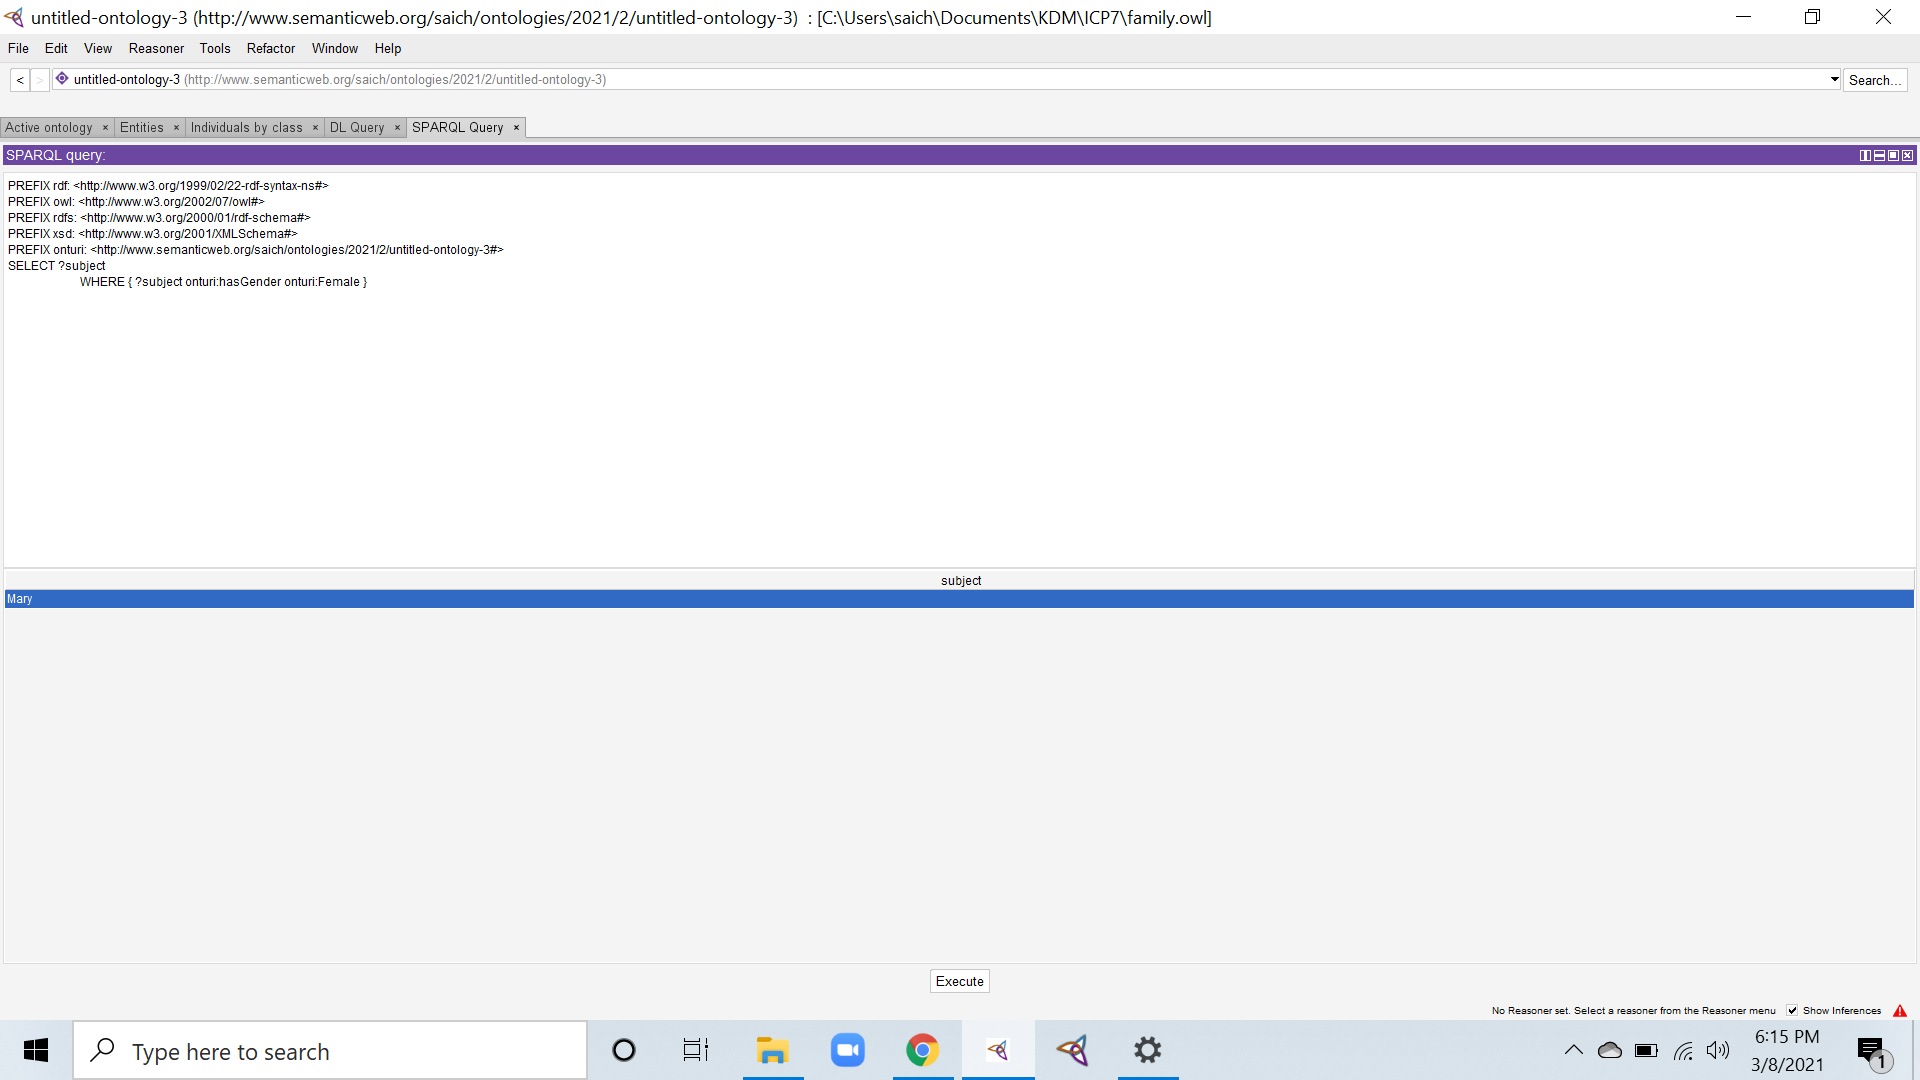 untitled-ontology-3 (http://www.semanticweb.org/saich/ontologies/2021/2/untitled-ontology-3) : [C:\Users\saich\Documents\KDM\ICP7\family.owl]
File Edit View Reasoner Tools Refactor Window Help
< > untitled-ontology-3 (http://www.semanticweb.org/saich/ontologies/2021/2/untitled-ontology-3) Search...
Active ontology × Entities × Individuals by class × DL Query × SPARQL Query ×
SPARQL query:
PREFIX rdf: <http://www.w3.org/1999/02/22-rdf-syntax-ns#>
PREFIX owl: <http://www.w3.org/2002/07/owl#>
PREFIX rdfs: <http://www.w3.org/2000/01/rdf-schema#>
PREFIX xsd: <http://www.w3.org/2001/XMLSchema#>
PREFIX onturi: <http://www.semanticweb.org/saich/ontologies/2021/2/untitled-ontology-3#>
SELECT ?subject
WHERE { ?subject onturi:hasGender onturi:Female }
subject
Mary
Execute
No Reasoner set. Select a reasoner from the Reasoner menu Show Inferences
Type here to search
6:15 PM
3/8/2021
1